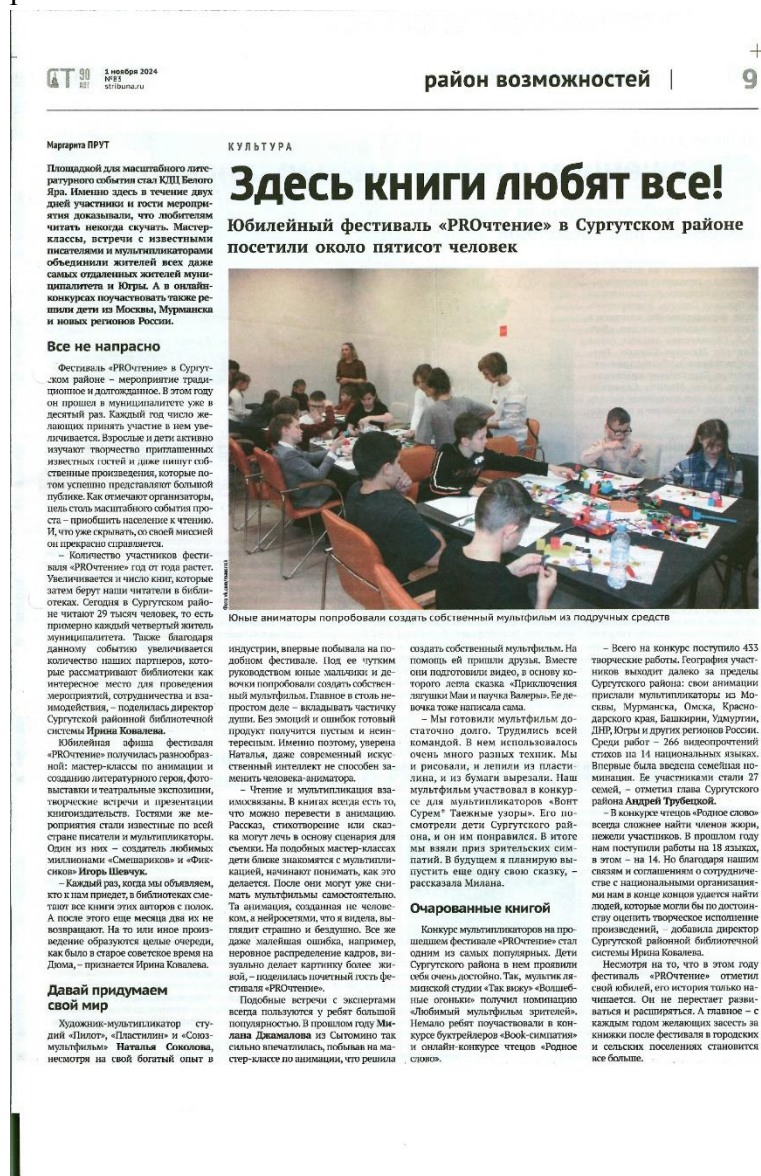 СТ 90 лет
1 ноября 2024
№83
stribuna.ru
район возможностей
9
Маргарита ПРУТ
Площадкой для масштабного лите-
ратурного события стал КДЦ Белого
Яра. Именно здесь в течение двух
дней участники и гости меропри-
ятия доказывали, что любителям
читать некогда скучать. Мастер-
классы, встречи с известными
писателями и мультипликаторами
объединили жителей всех даже
самых отдаленных жителей муни-
ципалитета и Югры. А в онлайн-
конкурсах поучаствовать также ре-
шили дети из Москвы, Мурманска
и новых регионов России.
КУЛЬТУРА
Здесь книги любят все!
Юбилейный фестиваль «PROчтение» в Сургутском районе
посетили около пятисот человек
Юные аниматоры попробовали создать собственный мультфильм из подручных средств
Все не напрасно
Фестиваль «PROчтение» в Сургут-
ском районе – мероприятие традици-
онное и долгожданное. В этом году
он прошел в муниципалитете уже в
десятый раз. Каждый год число же-
лающих принять участие в нем уве-
личивается. Взрослые и дети активно
изучают творчество приглашенных
известных гостей и даже пишут соб-
ственные произведения, которые по-
том успешно представляют большой
публике. Как отмечают организаторы,
цель столь масштабного события про-
ста – приобщить население к чтению.
И, что уже скрывать, со своей миссией
он прекрасно справляется.
– Количество участников фести-
валя «PROчтение» год от года растет.
Увеличивается и число книг, которые
затем берут наши читатели в библи-
отеках. Сегодня в Сургутском райо-
не читают 29 тысяч человек, то есть
примерно каждый четвертый житель
муниципалитета. Также благодаря
данному событию увеличивается
количество наших партнеров, кото-
рые рассматривают библиотеки как
интересное место для проведения
мероприятий, сотрудничества и вза-
имодействия, – поделилась директор
Сургутской районной библиотечной
системы Ирина Ковалева.
Юбилейная афиша фестиваля
«PROчтение» получилась разнообраз-
ной: мастер-классы по анимации и
созданию литературного героя, фото-
выставки и театральные экспозиции,
творческие встречи и презентации
книгоиздательств. Гостями же ме-
роприятия стали известные по всей
стране писатели и мультипликаторы.
Один из них – создатель любимых
миллионами «Смешариков» и «Фик-
сиков» Игорь Шевчук.
– Каждый раз, когда мы объявляем,
кто к нам приедет, в библиотеках сме-
тают все книги этих авторов с полок.
А после этого еще месяца два их не
возвращают. На то или иное произ-
ведение образуются целые очереди,
как было в старое советское время на
Дюма, – признается Ирина Ковалева.
Давай придумаем
свой мир
Художник-мультипликатор сту-
дий «Пилот», «Пластилин» и «Союз-
мультфильм» Наталья Соколова,
несмотря на свой богатый опыт в
индустрии, впервые побывала на по-
добном фестивале. Под ее чутким
руководством юные мальчики и де-
вочки попробовали создать собствен-
ный мультфильм. Главное в столь не-
простом деле – вкладывать частичку
души. Без эмоций и ошибок готовый
продукт получится пустым и неин-
тересным. Именно поэтому, уверена
Наталья, даже современный искус-
ственный интеллект не способен за-
менить человека-аниматора.
– Чтение и мультипликация вза-
имосвязаны. В книгах всегда есть то,
что можно перевести в анимацию.
Рассказ, стихотворение или сказ-
ка могут лечь в основу сценария для
съемки. На подобных мастер-классах
дети ближе знакомятся с мультипли-
кацией, начинают понимать, как это
делается. После они могут уже сни-
мать мультфильмы самостоятельно.
Та анимация, созданная не челове-
ком, а нейросетями, что я видела, вы-
глядит страшно и бездушно. Все же
даже малейшая ошибка, например,
неровное распределение кадров, ви-
зуально делает картинку более жи-
вой, – поделилась почетный гость фе-
стиваля «PROчтение».
Подобные встречи с экспертами
всегда пользуются у ребят большой
популярностью. В прошлом году Ми-
лана Джамалова из Сытомино так
сильно впечатлилась, побывав на ма-
стер-классе по анимации, что решила
создать собственный мультфильм. На
помощь ей пришли друзья. Вместе
они подготовили видео, в основу ко-
торого легла сказка «Приключения
лягушки Маи и паучка Валеры». Ее де-
вочка тоже написала сама.
– Мы готовили мультфильм до-
статочно долго. Трудились всей
командой. В нем использовалось
очень много разных техник. Мы
и рисовали, и лепили из пласти-
лина, и из бумаги вырезали. Наш
мультфильм участвовал в конкур-
се для мультипликаторов «Вонт
Сурем" Таежные узоры». Его по-
смотрели дети Сургутского райо-
на, и он им понравился. В итоге
мы взяли приз зрительских сим-
патий. В будущем я планирую вы-
пустить еще одну свою сказку, –
рассказала Милана.
Очарованные книгой
Конкурс мультипликаторов на про-
шедшем фестивале «PROчтение» стал
одним из самых популярных. Дети
Сургутского района в нем проявили
себя очень достойно. Так, мультик ля-
минской студии «Так вижу» «Волшеб-
ные огоньки» получил номинацию
«Любимый мультфильм зрителей».
Немало ребят поучаствовали в кон-
курсе буктрейлеров «Book-симпатия»
и онлайн-конкурсе чтецов «Родное
слово».
– Всего на конкурс поступило 433
творческие работы. География участ-
ников выходит далеко за пределы
Сургутского района: свои анимации
прислали мультипликаторы из Мо-
сквы, Мурманска, Омска, Краснодар-
ского края, Башкирии, Удмуртии,
ДНР, Югры и других регионов России.
Среди работ – 266 видеопрочтений
стихов на 14 национальных языках.
Впервые была введена семейная но-
минация. Ее участниками стали 27
семей, – отметил глава Сургутского
района Андрей Трубецкой.
– В конкурсе чтецов «Родное слово»
всегда сложнее найти членов жюри,
нежели участников. В прошлом году
нам поступили работы на 18 языках,
в этом – на 14. Но благодаря нашим
связям и соглашениям о сотрудниче-
стве с национальными организация-
ми нам в конце концов удается найти
людей, которые могли бы по достоин-
ству оценить творческое исполнение
произведений, – добавила директор
Сургутской районной библиотечной
системы Ирина Ковалева.
Несмотря на то, что в этом году
фестиваль «PROчтение» отметил
свой юбилей, его история только на-
чинается. Он не перестает разви-
ваться и расширяться. А главное – с
каждым годом желающих засесть за
книжки после фестиваля в городских
и сельских поселениях становится
все больше.